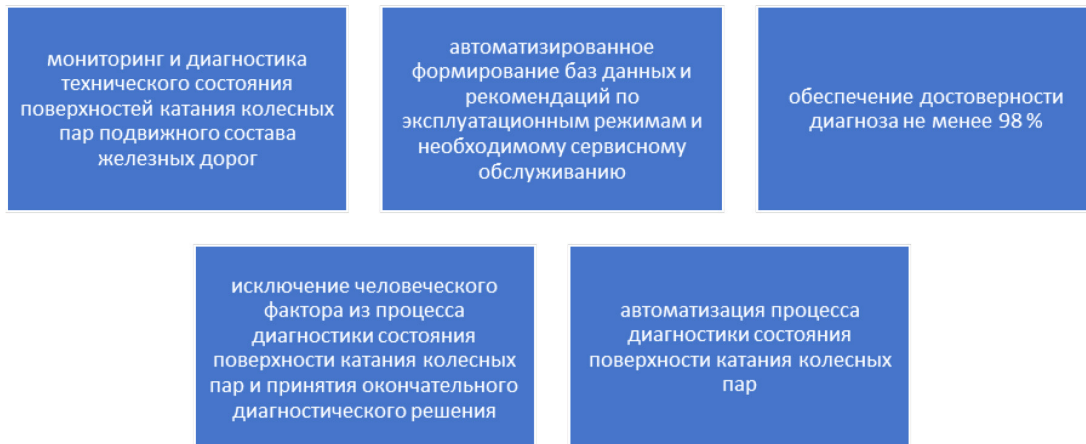 мониторинг и диагностика
технического состояния
поверхностей катания колесных
пар подвижного состава
железных дорог
автоматизированное
формирование баз данных и
рекомендаций по
эксплуатационным режимам и
необходимому сервисному
обслуживанию
обеспечение достоверности
диагноза не менее 98 %
исключение человеческого
фактора из процесса
диагностики состояния
поверхности катания колесных
пар и принятия окончательного
диагностического решения
автоматизация процесса
диагностики состояния
поверхности катания колесных
пар